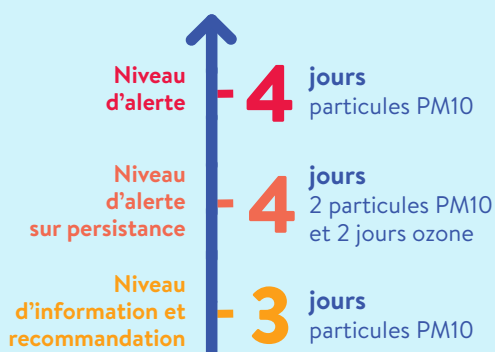 Niveau
d'alerte
4 jours
particules PM10
Niveau
d'alerte
sur persistance
4 jours
2 particules PM10
et 2 jours ozone
Niveau
d'information et
recommandation
3 jours
particules PM10